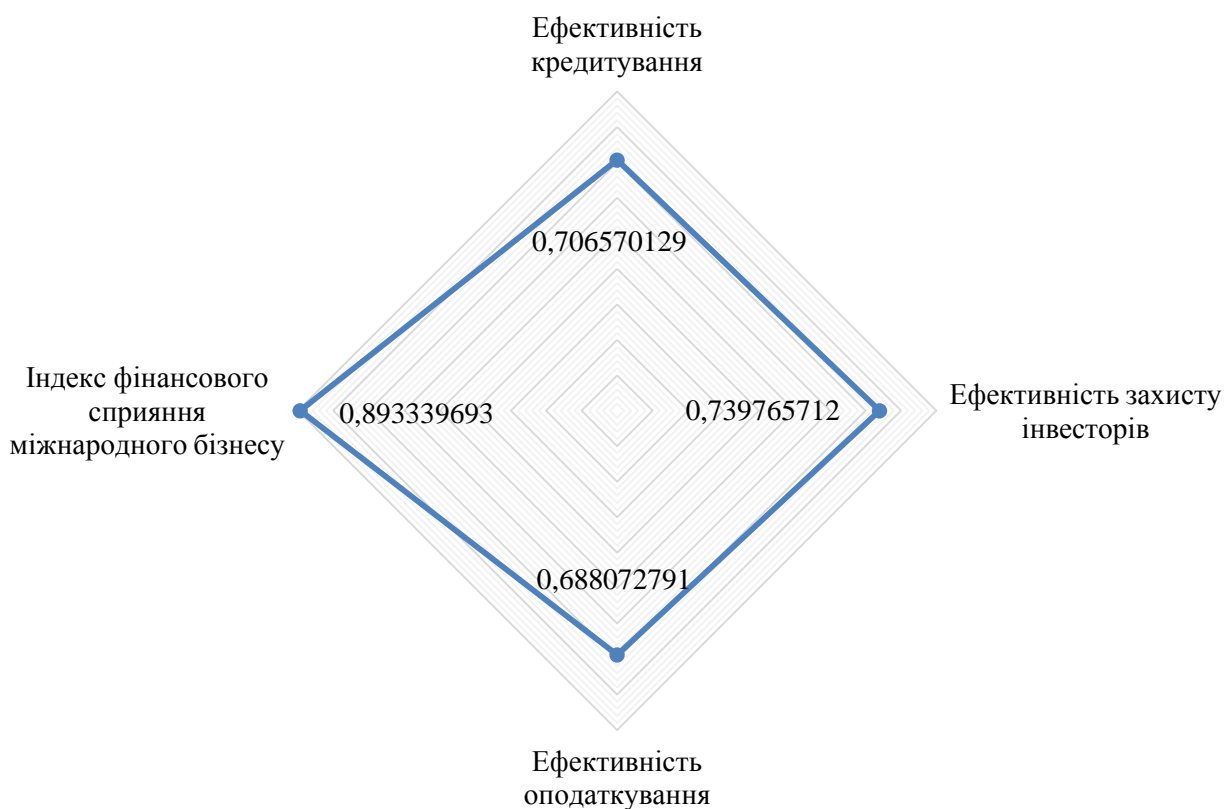 Ефективність
кредитування
0,706570129
Індекс фінансового
сприяння
міжнародного бізнесу
0,893339693
0,739765712
Ефективність захисту
інвесторів
0,688072791
Ефективність
оподаткування